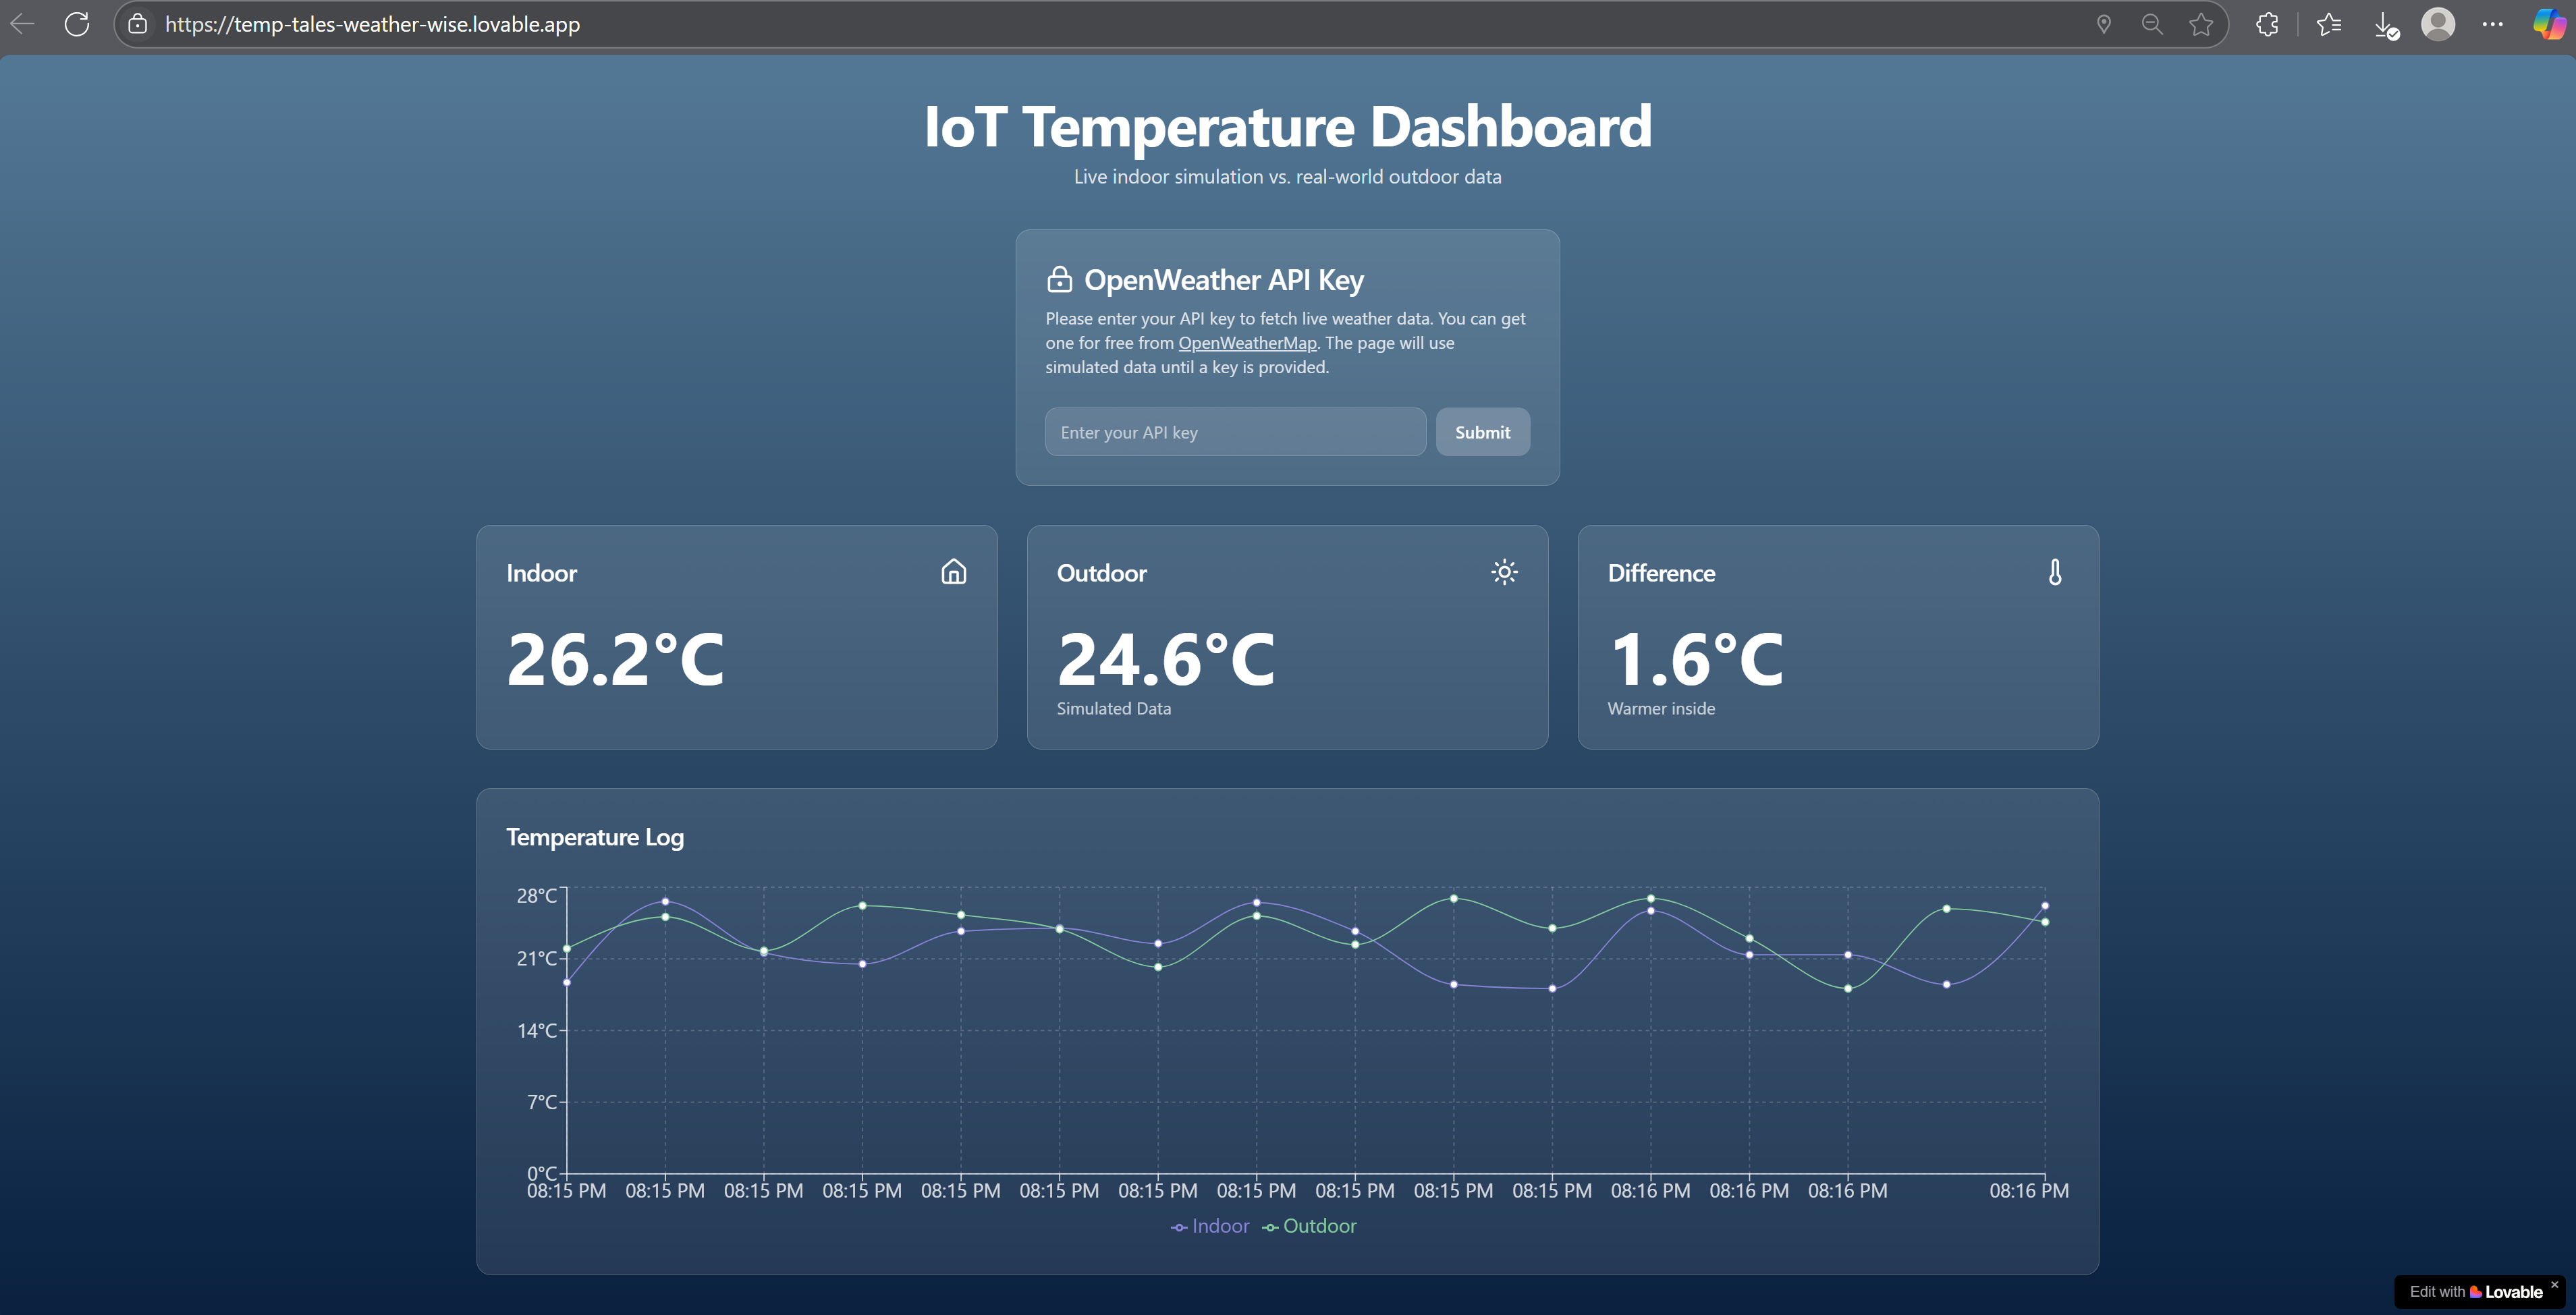 https://temp-tales-weather-wise.lovable.app
IoT Temperature Dashboard
Live indoor simulation vs. real-world outdoor data
OpenWeather API Key
Please enter your API key to fetch live weather data. You can get
one for free from OpenWeatherMap. The page will use
simulated data until a key is provided.
Enter your API key
Submit
Indoor
26.2°C
Outdoor
24.6°C
Simulated Data
Difference
1.6°C
Warmer inside
Temperature Log
28°C
21°C
14°C
7°C
0°C
08:15 PM 08:15 PM 08:15 PM 08:15 PM 08:15 PM 08:15 PM 08:15 PM 08:15 PM 08:15 PM 08:15 PM 08:15 PM 08:16 PM 08:16 PM 08:16 PM 08:16 PM
Indoor Outdoor
Edit with Lovable